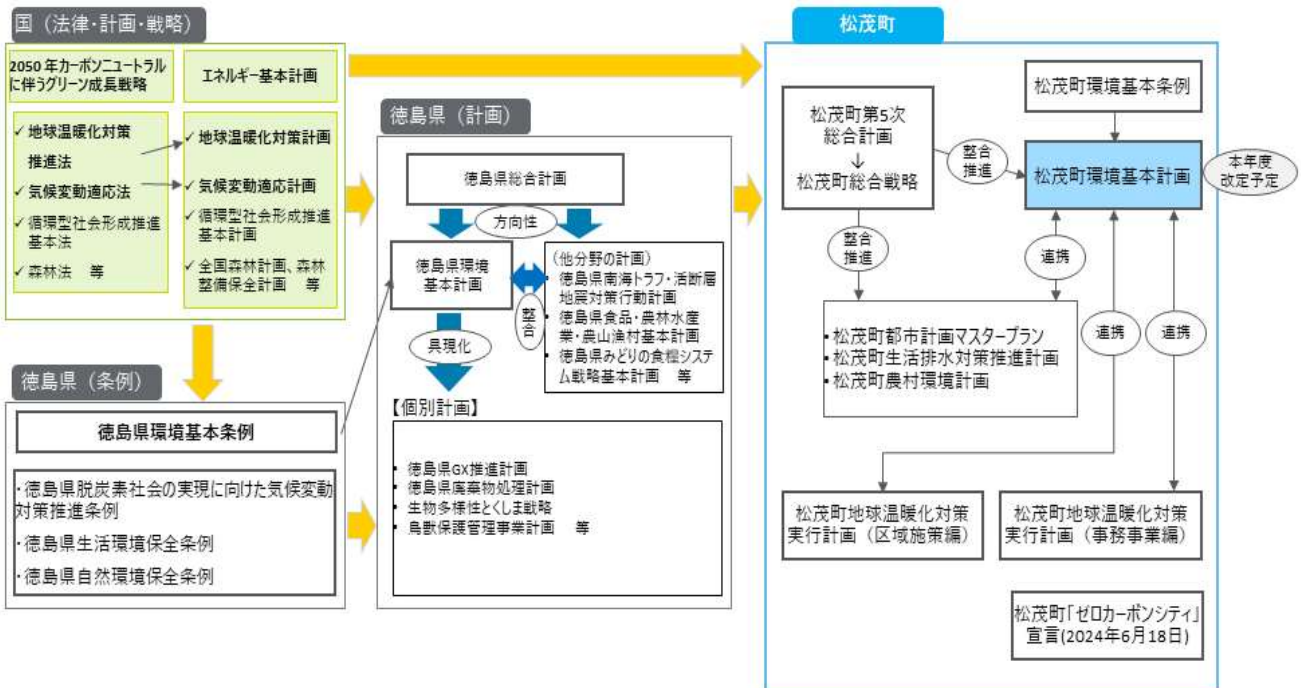 国（法律・計画・戦略）
2050年カーボンニュートラル
に伴うグリーン成長戦略
エネルギー基本計画
✓ 地球温暖化対策
推進法
✓ 気候変動適応法
✓ 循環型社会形成推進
基本法
✓ 森林法　等
✓ 地球温暖化対策計画
✓ 気候変動適応計画
✓ 循環型社会形成推進
基本計画
✓ 全国森林計画、森林
整備保全計画　等
徳島県（条例）
徳島県環境基本条例
・徳島県脱炭素社会の実現に向けた気候変動
対策推進条例
・徳島県生活環境保全条例
・徳島県自然環境保全条例
徳島県（計画）
徳島県総合計画
方向性
徳島県環境
基本計画
整合
（他分野の計画）
・徳島県南海トラフ・活断層
地震対策行動計画
・徳島県食品・農林水産
業・農山漁村基本計画
・徳島県みどりの食糧システ
ム戦略基本計画　等
具現化
【個別計画】
・徳島県GX推進計画
・徳島県廃棄物処理計画
・生物多様性とくしま戦略
・鳥獣保護管理事業計画　等
松茂町
松茂町第5次
総合計画
↓
松茂町総合戦略
整合
推進
松茂町環境基本条例
松茂町環境基本計画
本年度
改定予定
整合
推進
連携
・松茂町都市計画マスタープラン
・松茂町生活排水対策推進計画
・松茂町農村環境計画
連携
連携
松茂町地球温暖化対策
実行計画（区域施策編）
松茂町地球温暖化対策
実行計画（事務事業編）
松茂町「ゼロカーボンシティ」
宣言(2024年6月18日)